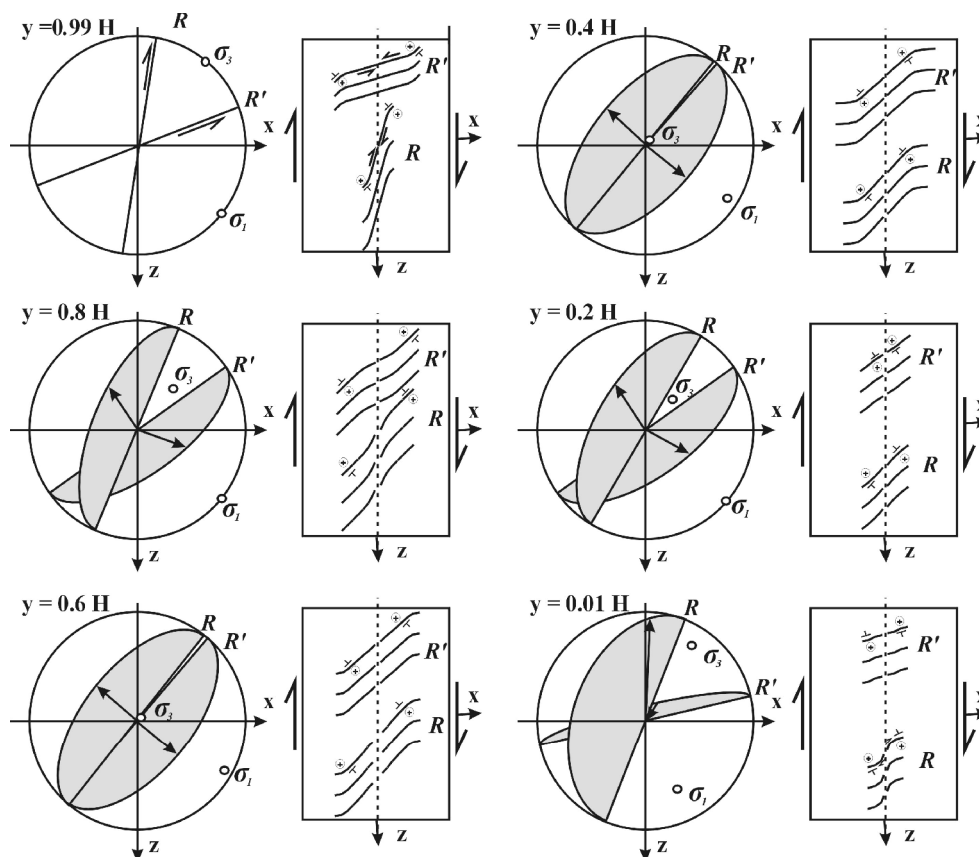 y = 0.99 H
R
σ₃
R'
x
σ₁
z
R'
R
z
x
y = 0.4 H
R
R'
σ₃
x
σ₁
z
R'
R
z
x
y = 0.8 H
R
R'
σ₃
x
σ₁
z
R'
R
z
x
y = 0.2 H
R
R'
σ₃
x
σ₁
z
R'
R
z
x
y = 0.6 H
R
R'
σ₃
x
σ₁
z
R'
R
z
x
y = 0.01 H
R
σ₃
R'
x
σ₁
z
R'
R
z
x